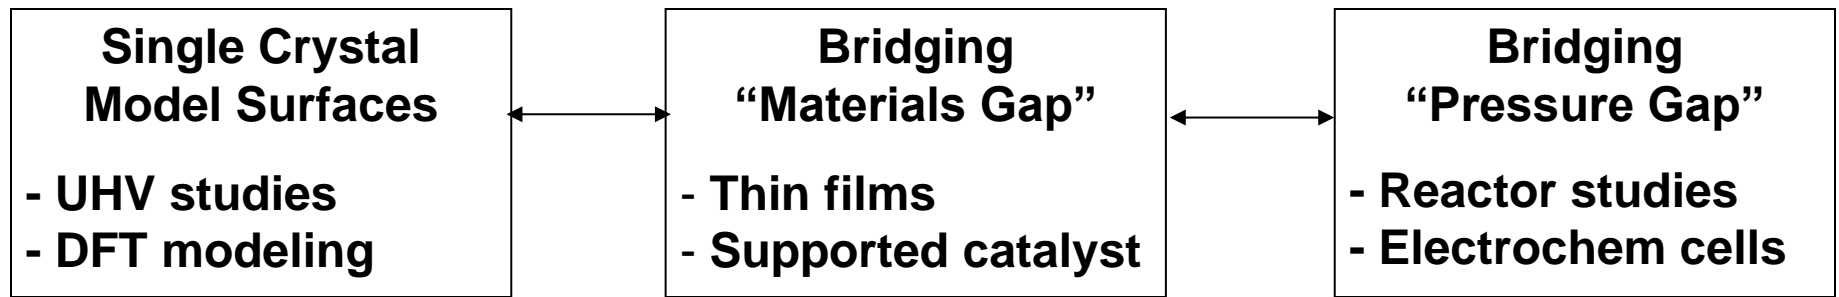 Single Crystal
Model Surfaces
- UHV studies
- DFT modeling
Bridging
“Materials Gap”
- Thin films
- Supported catalyst
Bridging
“Pressure Gap”
- Reactor studies
- Electrochem cells